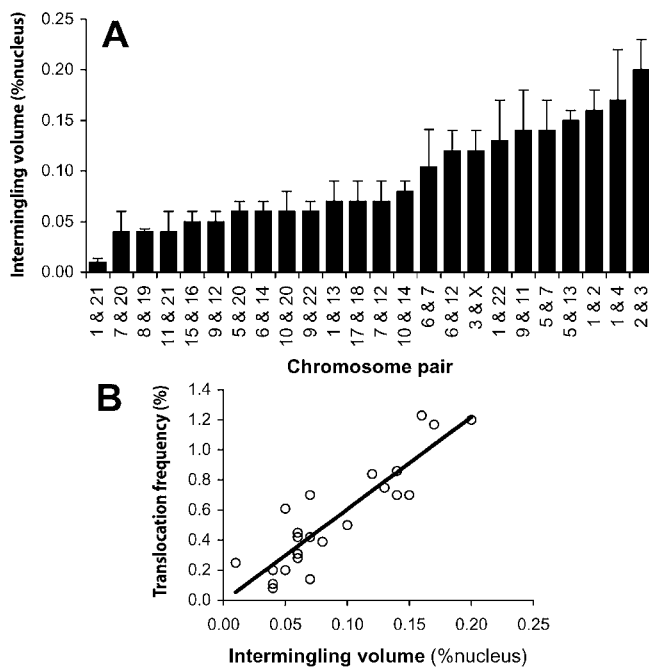 A
Intermingling volume (%nucleus)
0.25
0.20
0.15
0.10
0.05
0.00
1 & 21
7 & 20
8 & 19
11 & 21
15 & 16
9 & 12
5 & 20
6 & 14
10 & 20
9 & 22
1 & 13
17 & 18
7 & 12
10 & 14
6 & 7
6 & 12
3 & X
1 & 22
9 & 11
5 & 7
5 & 13
1 & 2
1 & 4
2 & 3
Chromosome pair
B
Translocation frequency (%)
1.4
1.2
1.0
0.8
0.6
0.4
0.2
0.0
0.00 0.05 0.10 0.15 0.20 0.25
Intermingling volume (%nucleus)